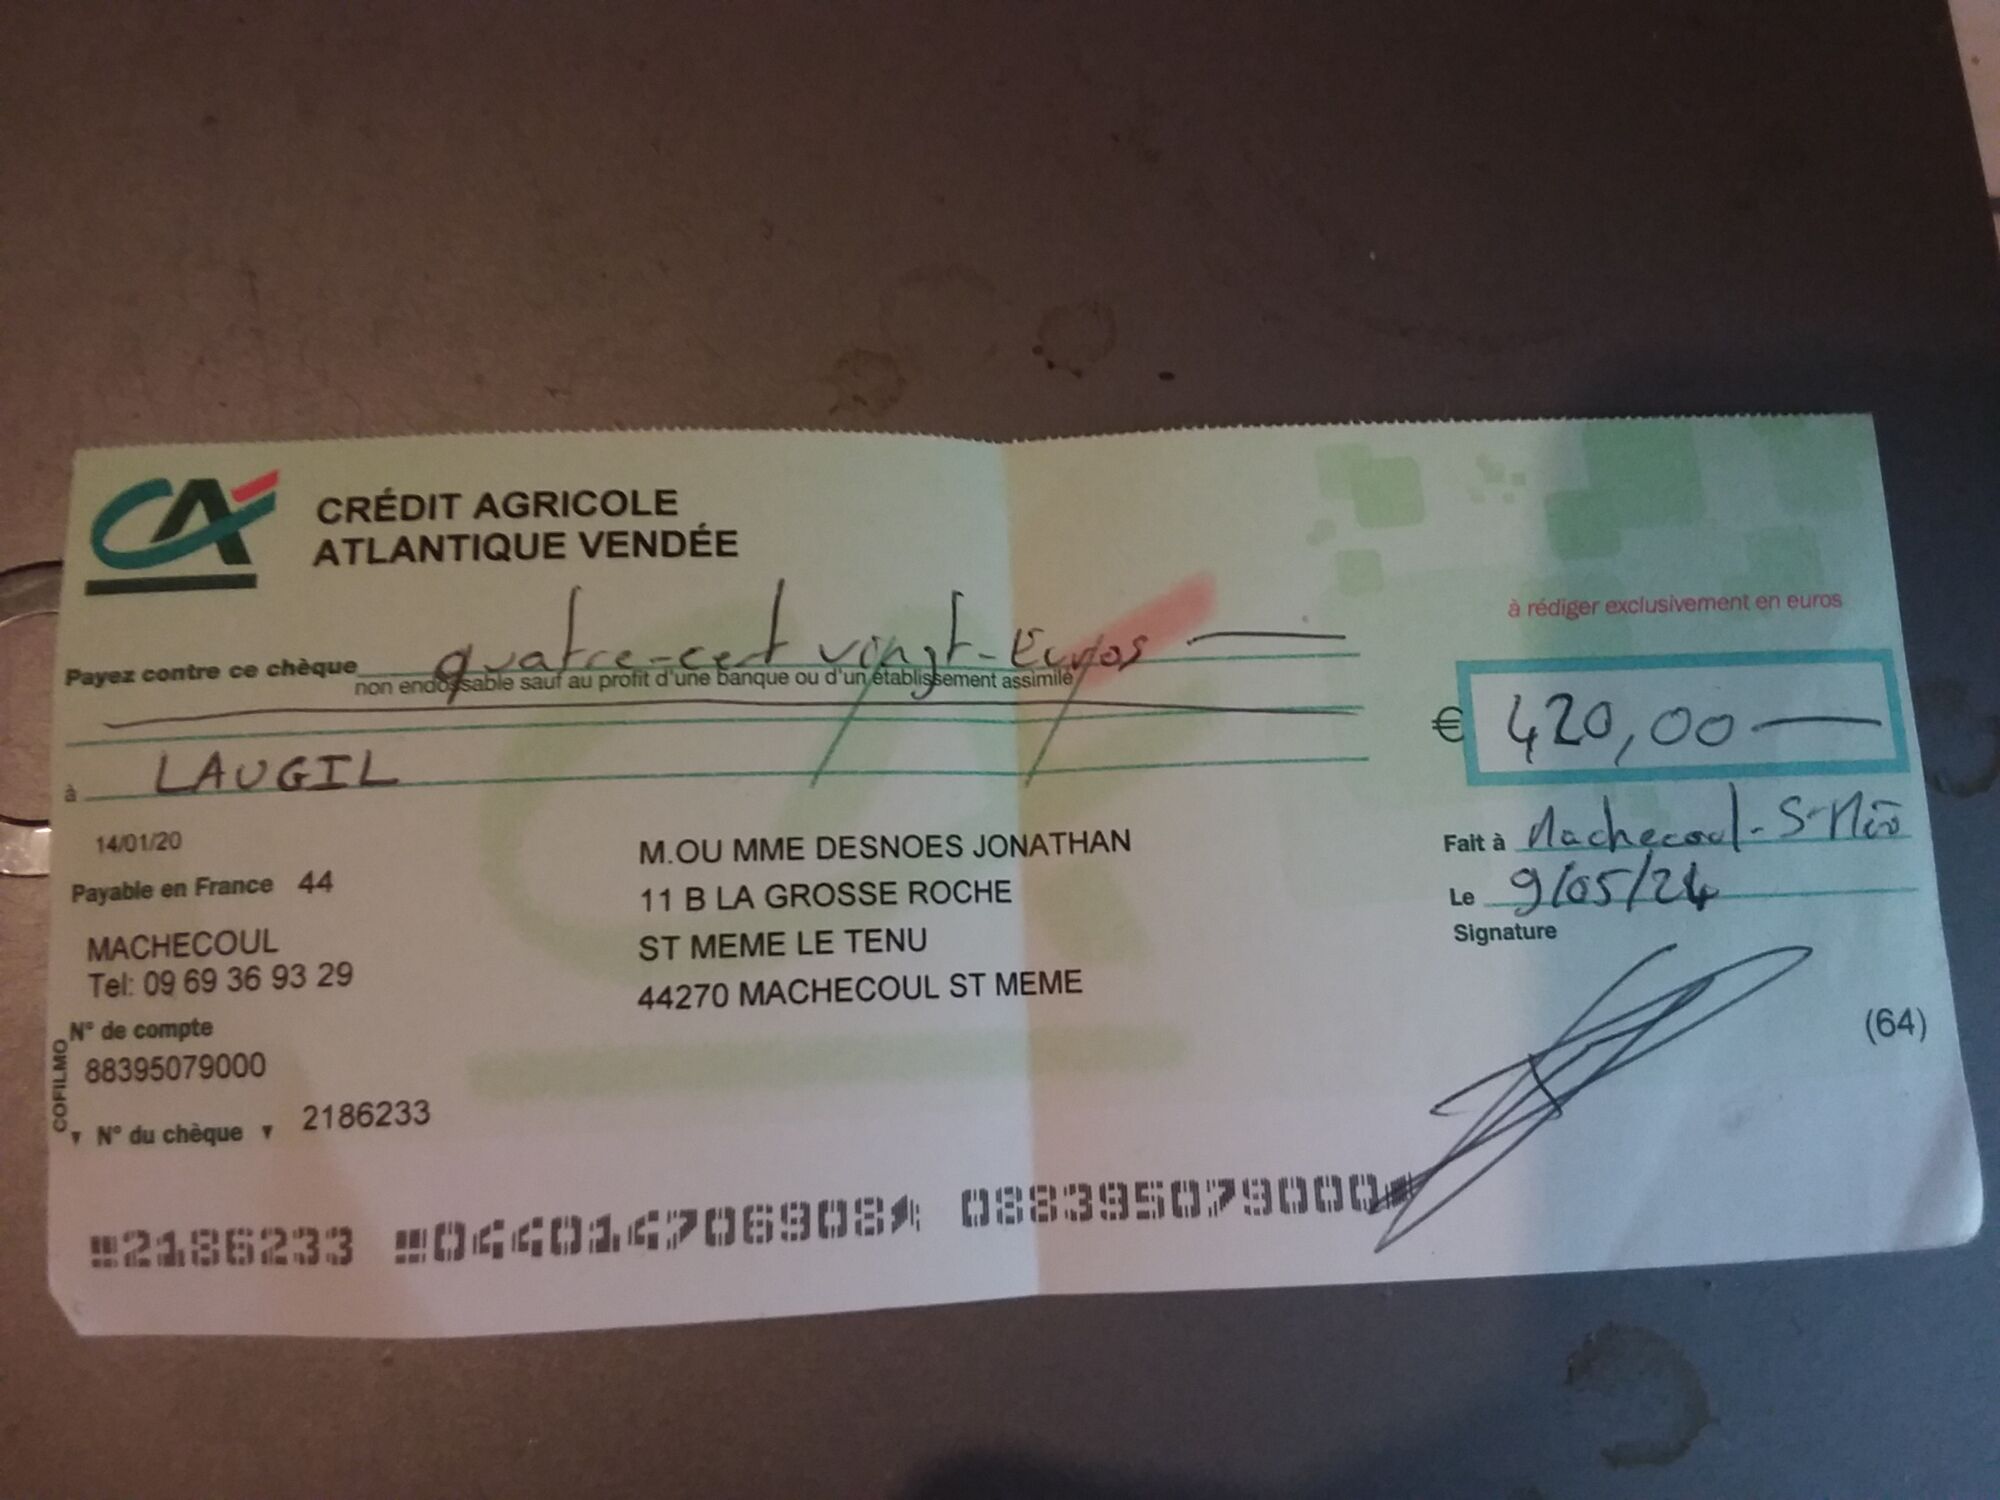 CA
CRÉDIT AGRICOLE
ATLANTIQUE VENDÉE
à rédiger exclusivement en euros
Payez contre ce chèque quatre-cent vingt-Euros
non endossable sauf au profit d'une banque ou d'un établissement assimilé
€ 420,00
à LAUGIL
14/01/20
Payable en France 44
MACHECOUL
Tel: 09 69 36 93 29
N° de compte
88395079000
N° du chèque 2186233
COFILMO
M.OU MME DESNOES JONATHAN
11 B LA GROSSE ROCHE
ST MEME LE TENU
44270 MACHECOUL ST MEME
Fait à Machecoul-
Le 9/05/24
Signature
(64)
2186233 044014706908 088395079000